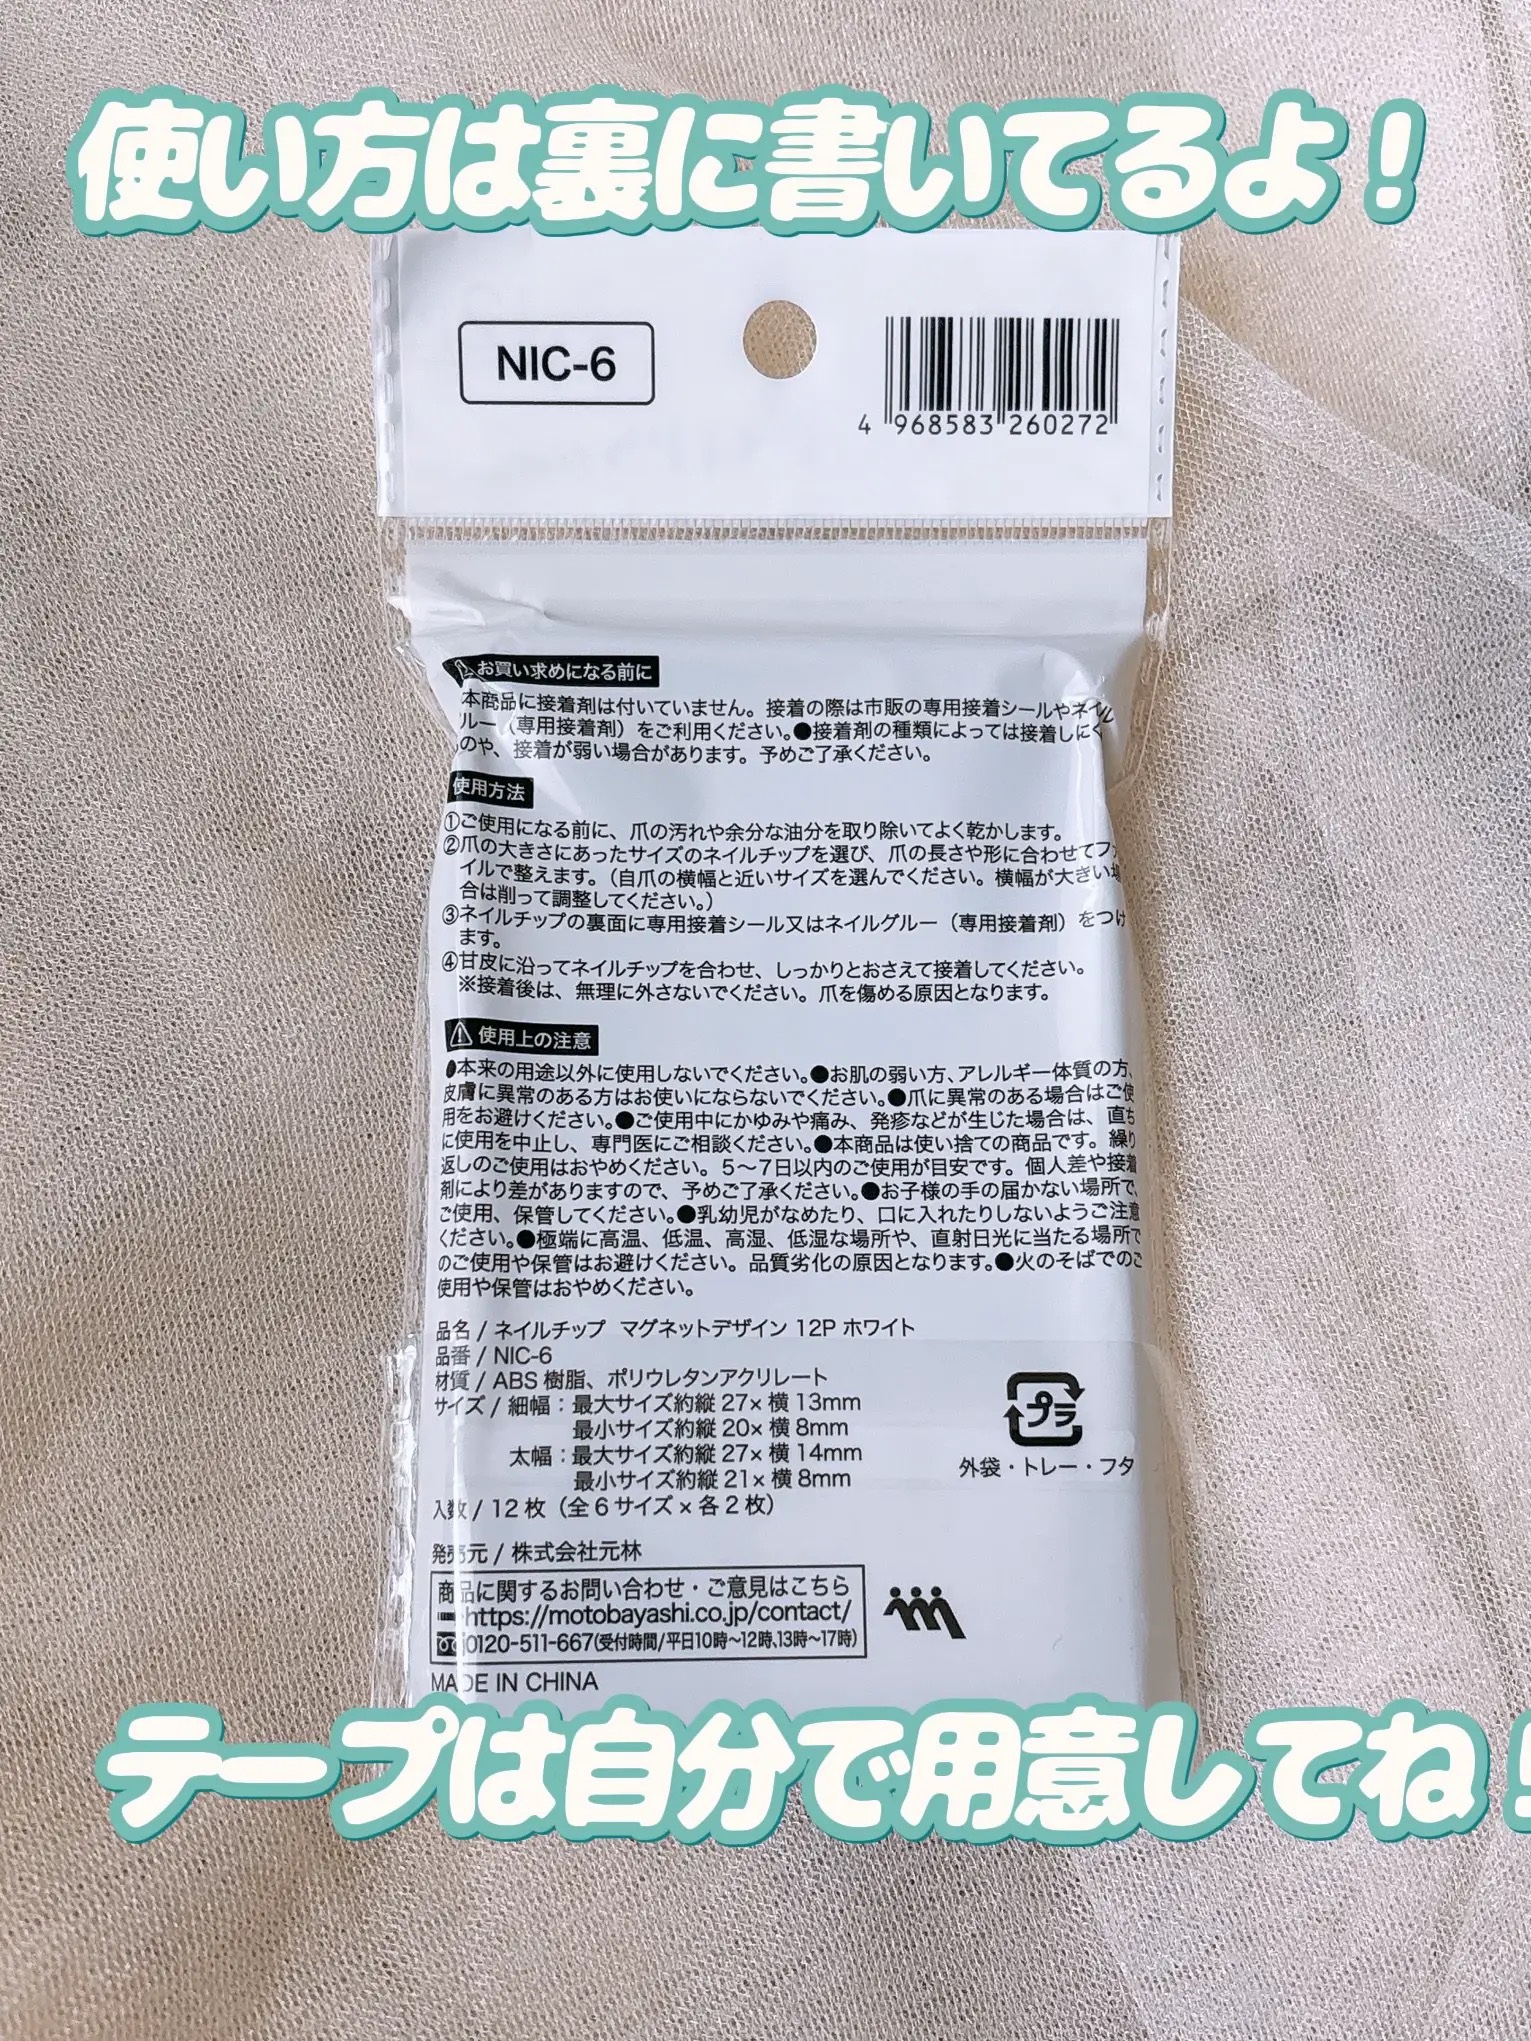 使い方は裏に書いてるよ！
NIC-6
4 968583 260272
お買い求めになる前に
本商品に接着剤は付いていません。接着の際は市販の専用接着シールやネイル
グルー（専用接着剤）をご利用ください。●接着剤の種類によっては接着しにく
いものや、接着が弱い場合があります。予めご了承ください。
使用方法
①ご使用になる前に、爪の汚れや余分な油分を取り除いてよく乾かします。
②爪の大きさにあったサイズのネイルチップを選び、爪の長さや形に合わせてファ
イルで整えます。（自爪の横幅と近いサイズを選んでください。横幅が大きい場
合は削って調整してください。）
③ネイルチップの裏面に専用接着シール又はネイルグルー（専用接着剤）をつけ
ます。
④甘皮に沿ってネイルチップを合わせ、しっかりとおさえて接着してください。
※接着後は、無理に外さないでください。爪を傷める原因となります。
使用上の注意
●本来の用途以外に使用しないでください。●お肌の弱い方、アレルギー体質の方、
皮膚に異常のある方はお使いにならないでください。●爪に異常のある場合はご使
用をお避けください。●ご使用中にかゆみや痛み、発疹などが生じた場合は、直ち
に使用を中止し、専門医にご相談ください。●本商品は使い捨ての商品です。繰り
返しのご使用はおやめください。5～7日以内のご使用が目安です。個人差や接着
剤により差がありますので、予めご了承ください。●お子様の手の届かない場所で、
ご使用、保管してください。●乳幼児がなめたり、口に入れたりしないようご注意
ください。●極端に高温、低温、高湿、低湿な場所や、直射日光に当たる場所で
のご使用や保管はお避けください。品質劣化の原因となります。●火のそばでのご
使用や保管はおやめください。
品名 / ネイルチップ マグネットデザイン 12P ホワイト
品番 / NIC-6
材質 / ABS 樹脂、ポリウレタンアクリレート
サイズ / 細幅：最大サイズ約縦 27× 横 13mm
最小サイズ約縦 20× 横 8mm
太幅：最大サイズ約縦 27× 横 14mm
最小サイズ約縦 21× 横 8mm
入数 / 12 枚（全 6 サイズ × 各 2 枚）
プラ
外袋・トレー・フタ
発売元 / 株式会社元林
商品に関するお問い合わせ・ご意見はこちら
https://motobayashi.co.jp/contact/
0120-511-667(受付時間/平日10時～12時、13時～17時)
MADE IN CHINA
テープは自分で用意してね！